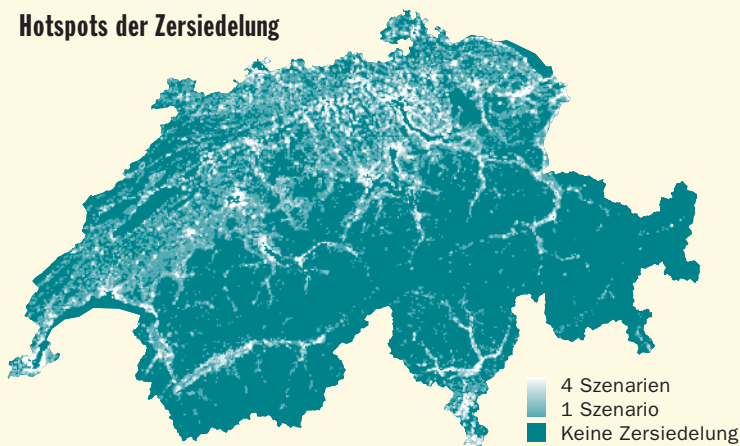 Hotspots der Zersiedelung
4 Szenarien
1 Szenario
Keine Zersiedelung